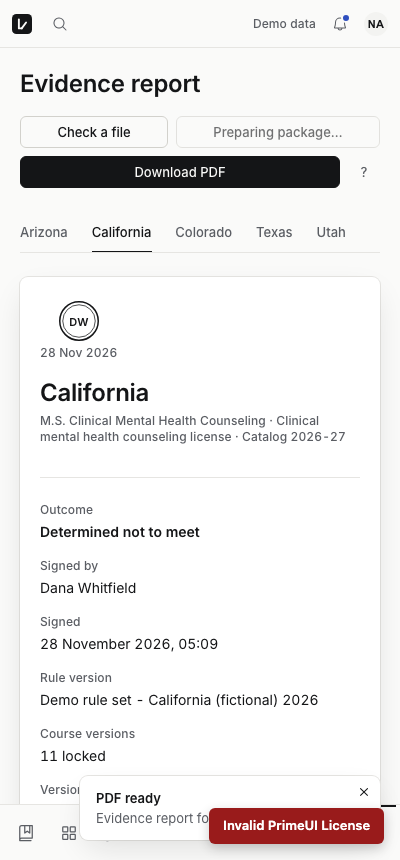 Demo data
NA
Evidence report
Check a file
Preparing package...
Download PDF
?
Arizona
California
Colorado
Texas
Utah
DW
28 Nov 2026
California
M.S. Clinical Mental Health Counseling · Clinical
mental health counseling license · Catalog 2026-27
Outcome
Determined not to meet
Signed by
Dana Whitfield
Signed
28 November 2026, 05:09
Rule version
Demo rule set - California (fictional) 2026
Course versions
11 locked
PDF ready
Evidence report
Invalid PrimeUI License